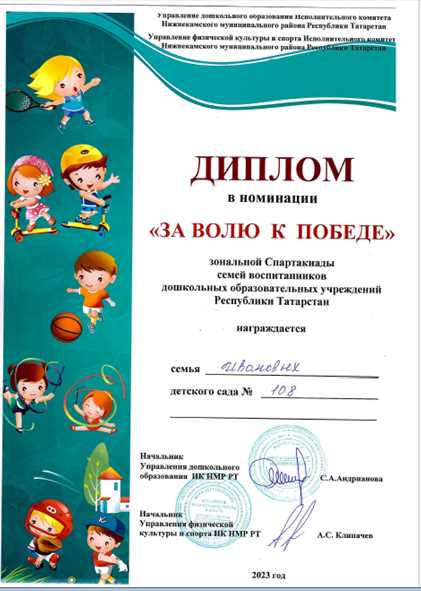 Управление дошкольного образования Исполнительного комитета
Нижнекамского муниципального района Республики Татарстан
Управление физической культуры и спорта Исполнительного комитет
Нижнекамского муниципального района Республики Татарстан
ДИПЛОМ
в номинации
«ЗА ВОЛЮ К ПОБЕДЕ»
зональной Спартакиады
семей воспитанников
дошкольных образовательных учреждений
Республики Татарстан
награждается
семья Ивановых
детского сада № 108
Начальник
Управления дошкольного
образования ИК НМР РТ
С.А.Андрианова
Начальник
Управления физической
культуры и спорта ИК НМР РТ
А.С. Клипачев
2023 год